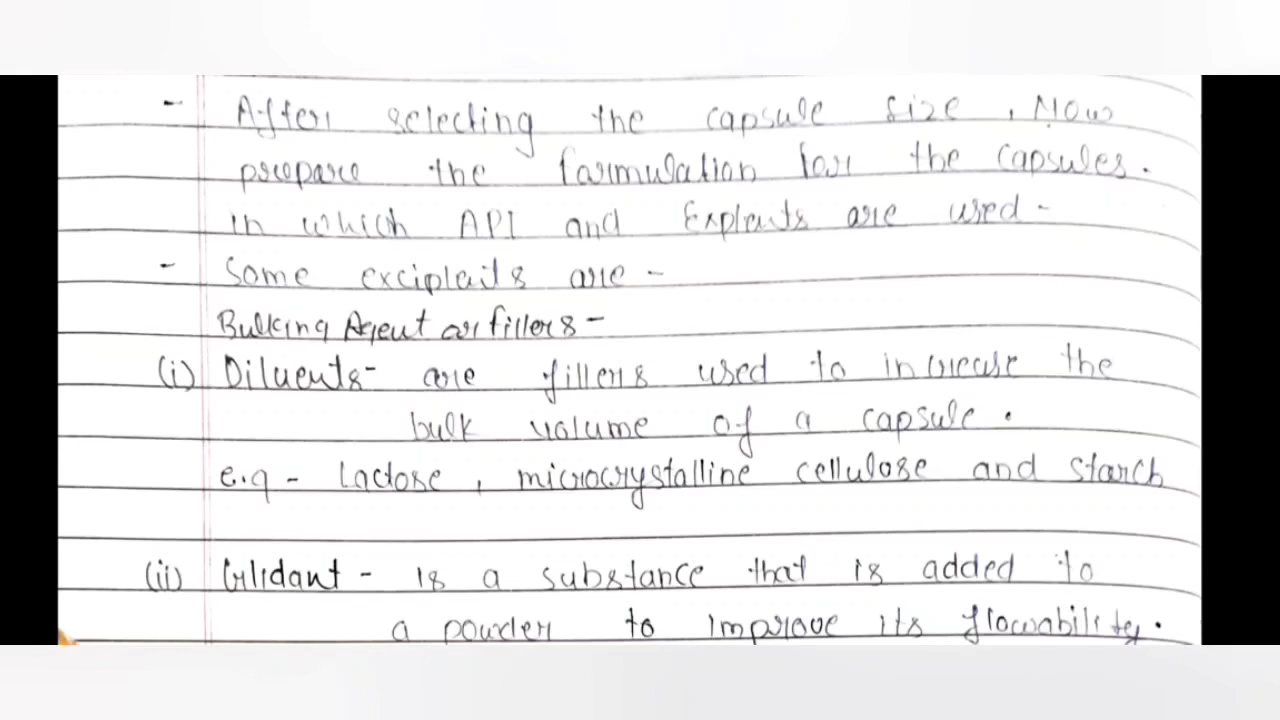 - After selecting the capsule size, Now
prepare the formulation for the capsules.
in which API and Explents are used -
- Some exciplaits are -
Bulking Agent or fillers -
(i) Diluents - are fillers used to increase the
bulk volume of a capsule.
e.g - Lactose, microcrystalline cellulose and starch
(ii) Glidant - is a substance that is added to
a powder to improve its flowability.